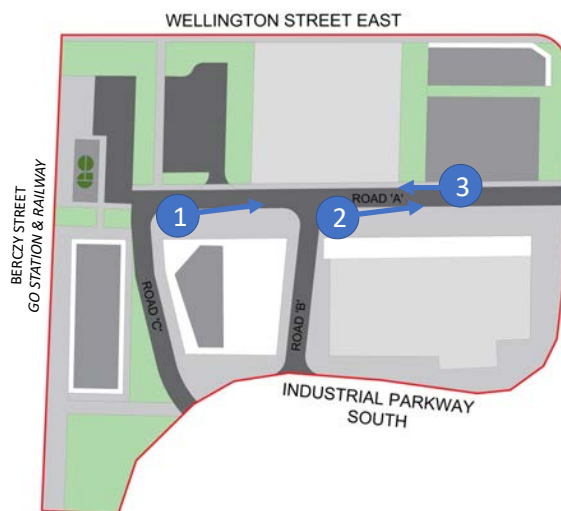 WELLINGTON STREET EAST
BERCZY STREET
GO STATION & RAILWAY
3
ROAD 'A'
1
2
ROAD 'C'
ROAD 'B'
INDUSTRIAL PARKWAY
SOUTH